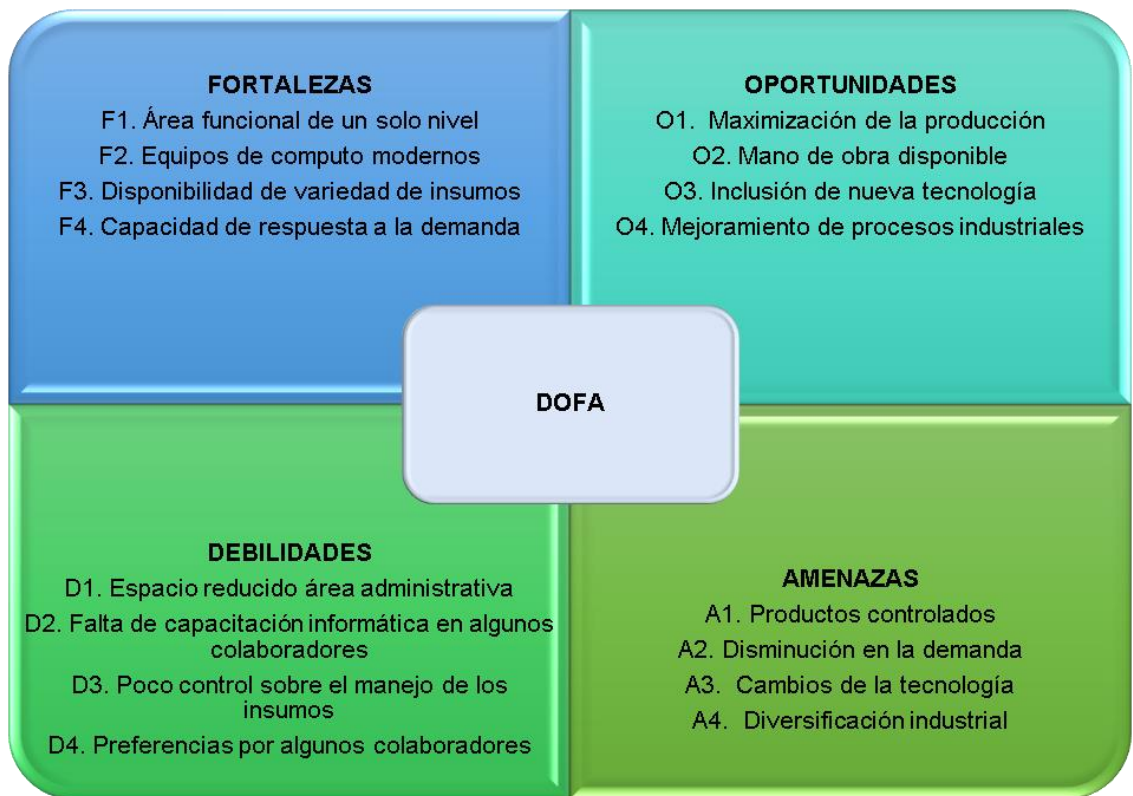 FORTALEZAS
F1. Área funcional de un solo nivel
F2. Equipos de computo modernos
F3. Disponibilidad de variedad de insumos
F4. Capacidad de respuesta a la demanda
OPORTUNIDADES
O1. Maximización de la producción
O2. Mano de obra disponible
O3. Inclusión de nueva tecnología
O4. Mejoramiento de procesos industriales
DOFA
DEBILIDADES
D1. Espacio reducido área administrativa
D2. Falta de capacitación informática en algunos
colaboradores
D3. Poco control sobre el manejo de los
insumos
D4. Preferencias por algunos colaboradores
AMENAZAS
A1. Productos controlados
A2. Disminución en la demanda
A3. Cambios de la tecnología
A4. Diversificación industrial